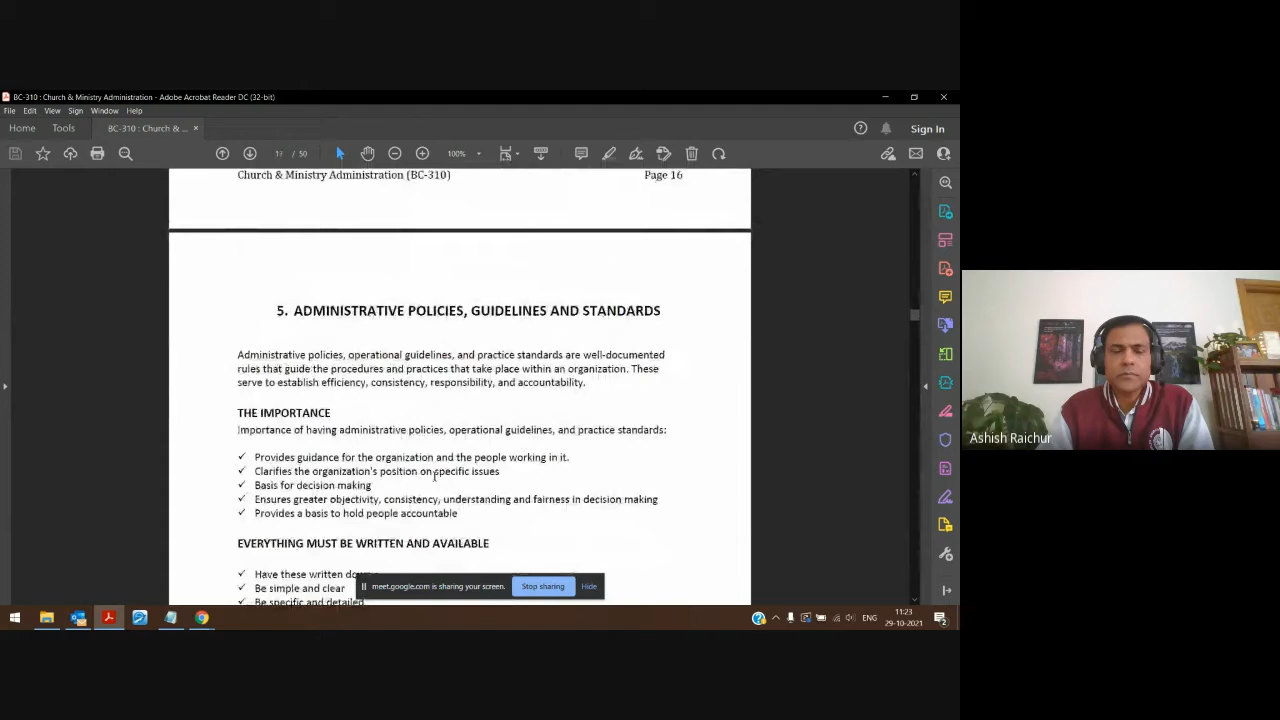 BC-310 : Church & Ministry Administration - Adobe Acrobat Reader DC (32-bit)
File Edit View Sign Window Help
Home Tools BC-310 : Church & ... × Sign In
17 / 50 100%
Church & Ministry Administration (BC-310) Page 16
5. ADMINISTRATIVE POLICIES, GUIDELINES AND STANDARDS
Administrative policies, operational guidelines, and practice standards are well-documented
rules that guide the procedures and practices that take place within an organization. These
serve to establish efficiency, consistency, responsibility, and accountability.
THE IMPORTANCE
Importance of having administrative policies, operational guidelines, and practice standards:
✓ Provides guidance for the organization and the people working in it.
✓ Clarifies the organization's position on specific issues
✓ Basis for decision making
✓ Ensures greater objectivity, consistency, understanding and fairness in decision making
✓ Provides a basis to hold people accountable
EVERYTHING MUST BE WRITTEN AND AVAILABLE
✓ Have these written down
✓ Be simple and clear
✓ Be specific and detailed
meet.google.com is sharing your screen. Stop sharing Hide
Ashish Raichur
ENG
11:23
29-10-2021
2